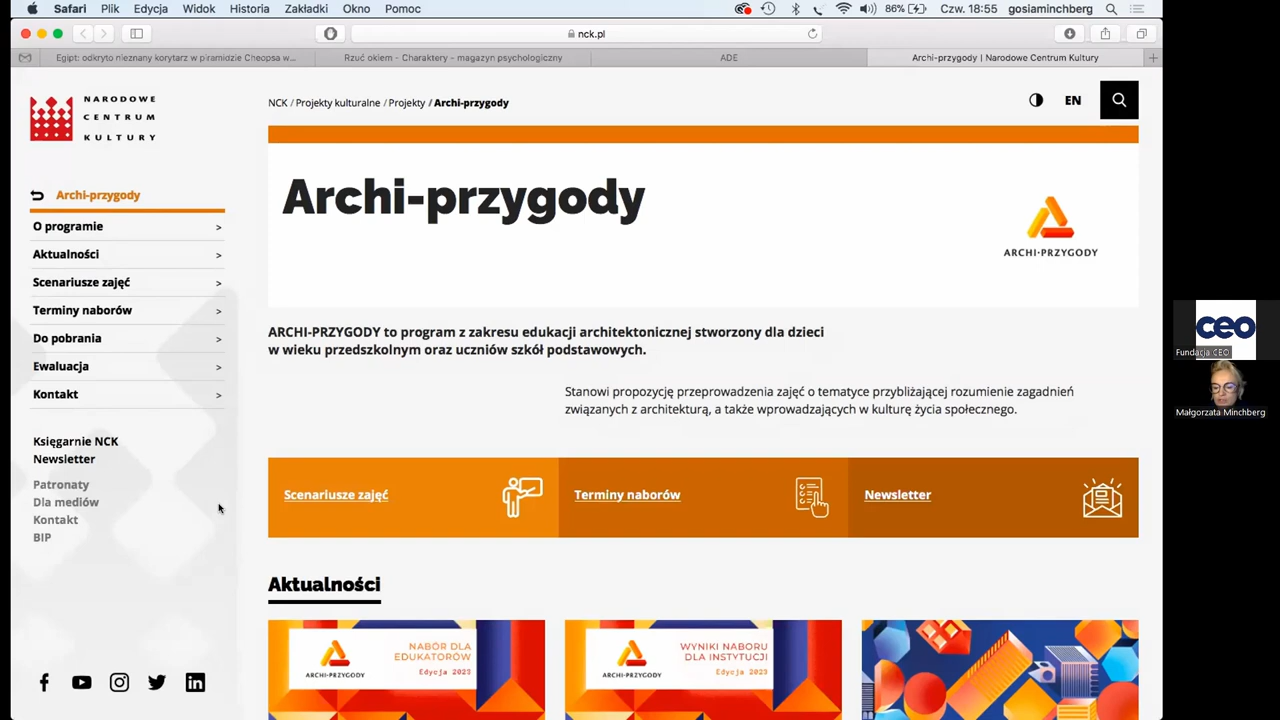 Safari Plik Edycja Widok Historia Zakładki Okno Pomoc 86% Czw. 18:55 gosiaminchberg
nck.pl
Egipt: odkryto nieznany korytarz w piramidzie Cheopsa w...
Rzuć okiem - Charaktery – magazyn psychologiczny
ADE
Archi-przygody | Narodowe Centrum Kultury
NARODOWE
CENTRUM
KULTURY
NCK / Projekty kulturalne / Projekty / Archi-przygody
EN
Archi-przygody
O programie >
Aktualności >
Scenariusze zajęć >
Terminy naborów >
Do pobrania >
Ewaluacja >
Kontakt >
Księgarnie NCK
Newsletter
Patronaty
Dla mediów
Kontakt
BIP
Archi-przygody
ARCHI-PRZYGODY
ARCHI-PRZYGODY to program z zakresu edukacji architektonicznej stworzony dla dzieci
w wieku przedszkolnym oraz uczniów szkół podstawowych.
Stanowi propozycję przeprowadzenia zajęć o tematyce przybliżającej rozumienie zagadnień
związanych z architekturą, a także wprowadzających w kulturę życia społecznego.
Scenariusze zajęć
Terminy naborów
Newsletter
Aktualności
ARCHI-PRZYGODY
NABÓR DLA
EDUKATORÓW
Edycja 2023
ARCHI-PRZYGODY
WYNIKI NABORU
DLA INSTYTUCJI
Edycja 2023
ceo
Fundacja CEO
Małgorzata Minchberg